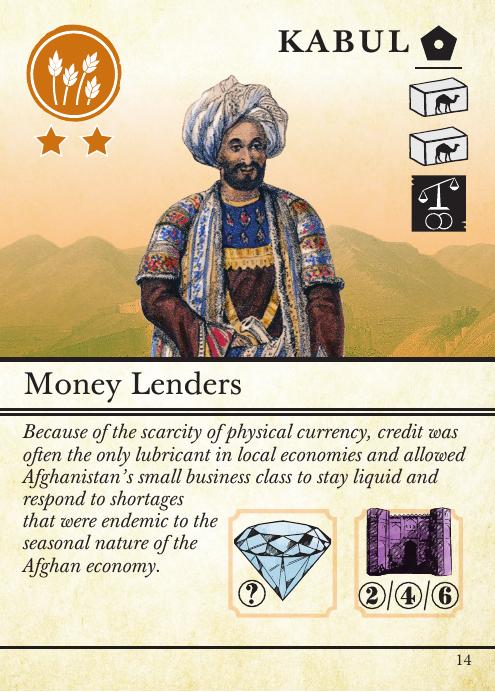 KABUL
Money Lenders
Because of the scarcity of physical currency, credit was
often the only lubricant in local economies and allowed
Afghanistan's small business class to stay liquid and
respond to shortages
that were endemic to the
seasonal nature of the
Afghan economy.
?
2/4/6
14